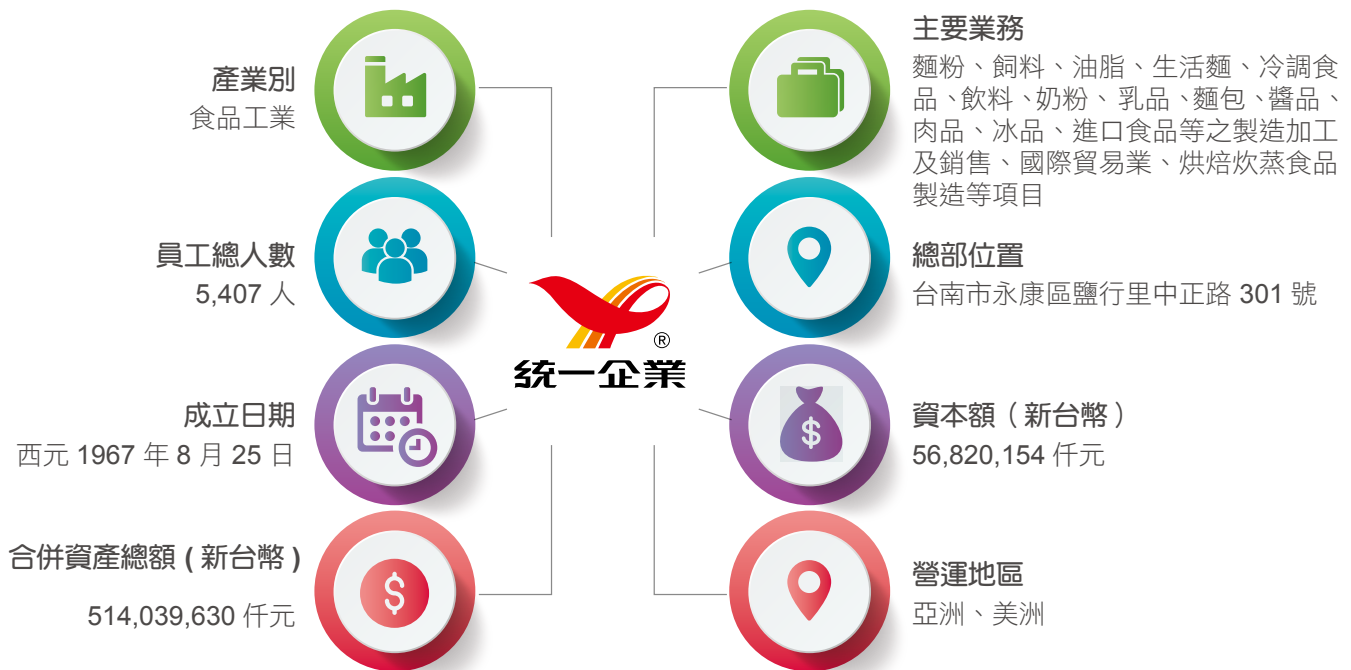 產業別
食品工業
員工總人數
5,407 人
成立日期
西元 1967 年 8 月 25 日
合併資產總額 ( 新台幣 )
514,039,630 仟元
統一企業
®
主要業務
麵粉、飼料、油脂、生活麵、冷調食
品、飲料、奶粉、 乳品、麵包、醬品、
肉品、冰品、進口食品等之製造加工
及銷售、國際貿易業、烘焙炊蒸食品
製造等項目
總部位置
台南市永康區鹽行里中正路 301 號
資本額（新台幣）
56,820,154 仟元
營運地區
亞洲、美洲